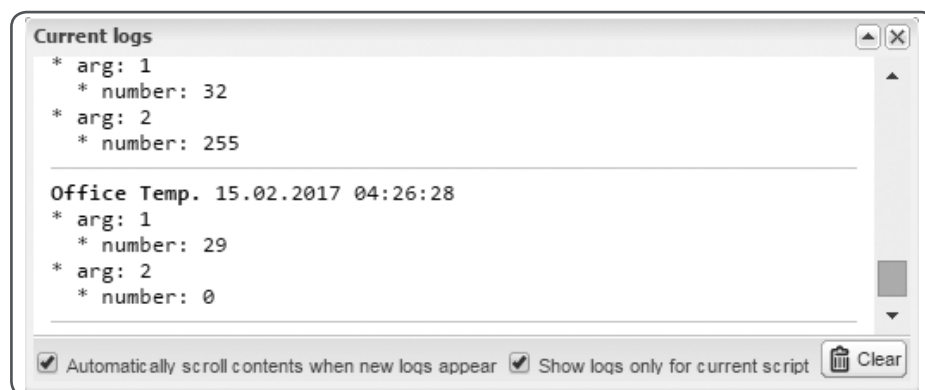 Current logs
* arg: 1
* number: 32
* arg: 2
* number: 255
Office Temp. 15.02.2017 04:26:28
* arg: 1
* number: 29
* arg: 2
* number: 0
Automatically scroll contents when new logs appear Show logs only for current script Clear